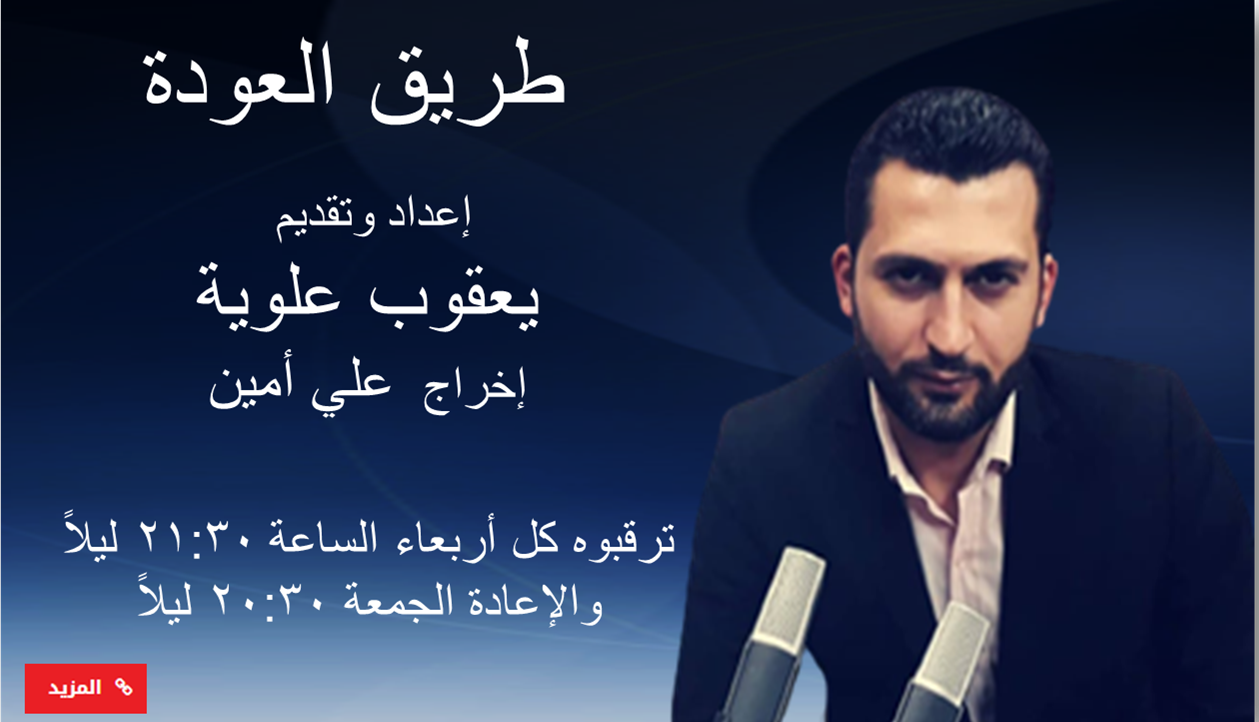 طريق العودة
إعداد وتقديم
يعقوب علوية
إخراج علي أمين
ترقبوه كل أربعاء الساعة ٢١:٣٠ ليلاً
والإعادة الجمعة ٢٠:٣٠ ليلاً
المزيد